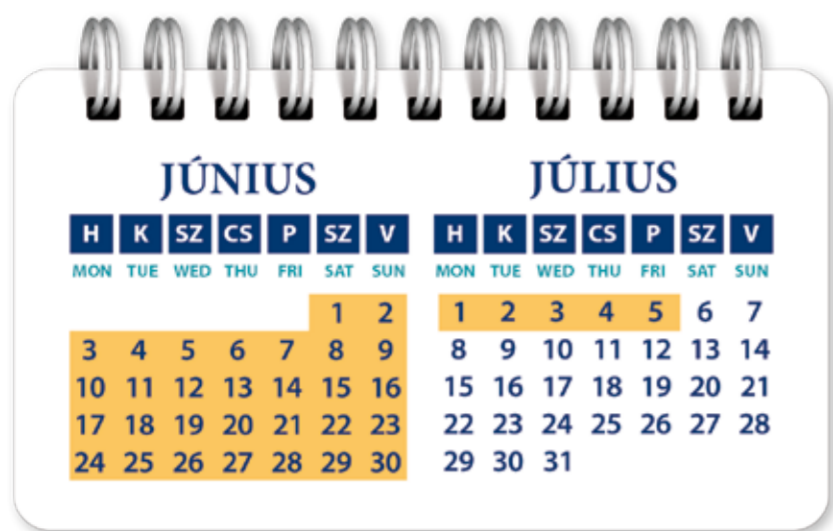 JÚNIUS
H K SZ CS P SZ V
MON TUE WED THU FRI SAT SUN
1 2
3 4 5 6 7 8 9
10 11 12 13 14 15 16
17 18 19 20 21 22 23
24 25 26 27 28 29 30
JÚLIUS
H K SZ CS P SZ V
MON TUE WED THU FRI SAT SUN
1 2 3 4 5 6 7
8 9 10 11 12 13 14
15 16 17 18 19 20 21
22 23 24 25 26 27 28
29 30 31